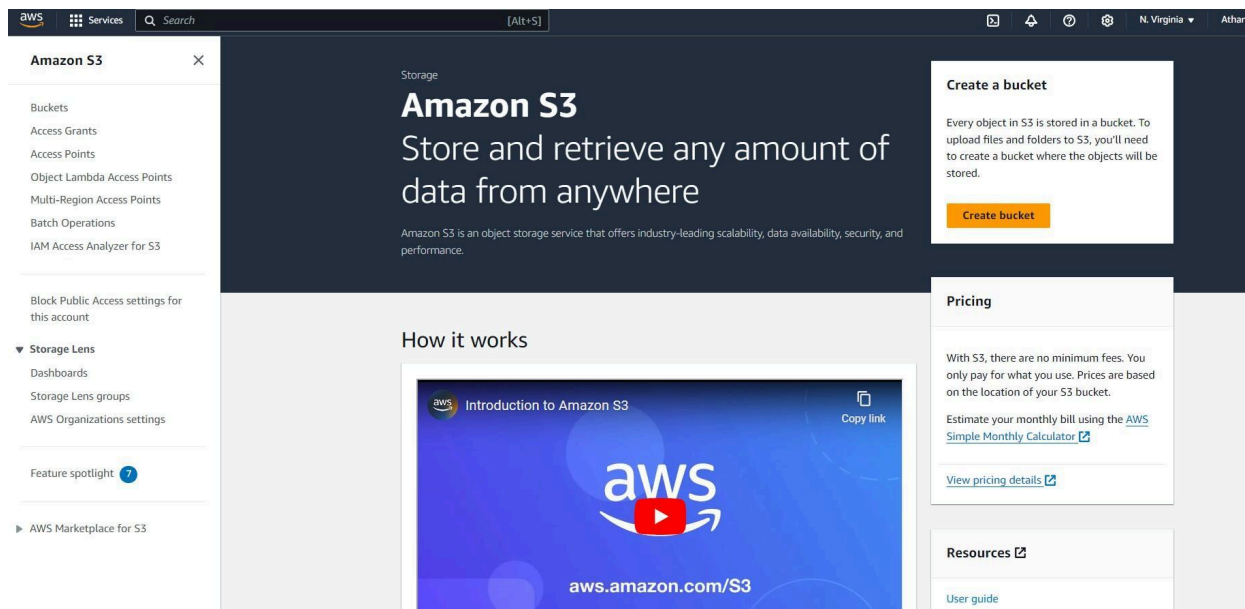 aws
Services
Search
[Alt+S]
N. Virginia
Athar
Amazon S3
Buckets
Access Grants
Access Points
Object Lambda Access Points
Multi-Region Access Points
Batch Operations
IAM Access Analyzer for S3
Block Public Access settings for
this account
Storage Lens
Dashboards
Storage Lens groups
AWS Organizations settings
Feature spotlight 7
AWS Marketplace for S3
Storage
Amazon S3
Store and retrieve any amount of
data from anywhere
Amazon S3 is an object storage service that offers industry-leading scalability, data availability, security, and
performance.
How it works
aws
Introduction to Amazon S3
Copy link
aws
aws.amazon.com/S3
Create a bucket
Every object in S3 is stored in a bucket. To
upload files and folders to S3, you'll need
to create a bucket where the objects will be
stored.
Create bucket
Pricing
With S3, there are no minimum fees. You
only pay for what you use. Prices are based
on the location of your S3 bucket.
Estimate your monthly bill using the AWS
Simple Monthly Calculator
View pricing details
Resources
User guide